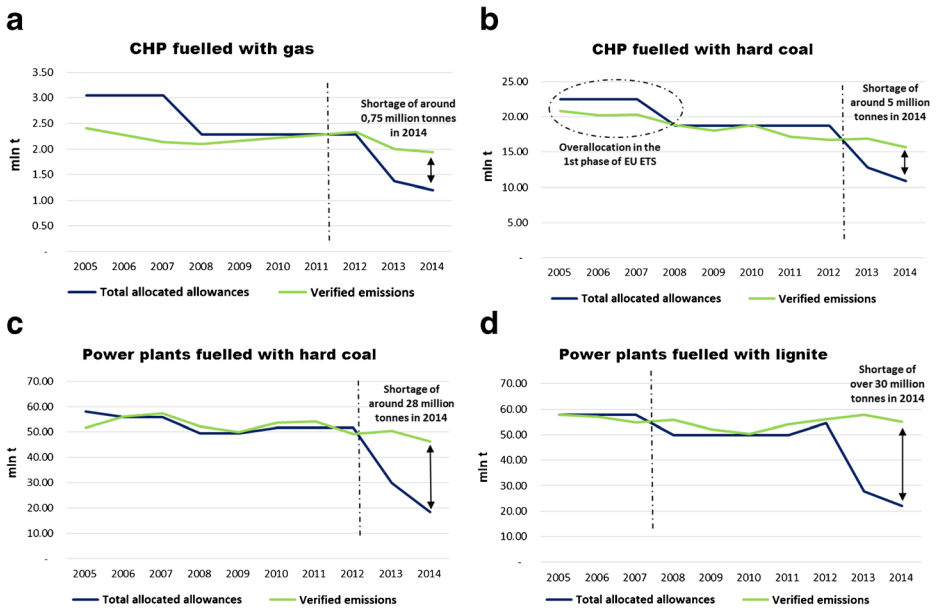 a
CHP fuelled with gas
3.50
3.00
2.50
2.00
1.50
1.00
0.50
-
mln t
Shortage of around
0,75 million tonnes
in 2014
2005 2006 2007 2008 2009 2010 2011 2012 2013 2014
Total allocated allowances Verified emissions
b
CHP fuelled with hard coal
25.00
20.00
15.00
10.00
5.00
-
mln t
Shortage of
around 5 million
tonnes in 2014
Overallocation in the
1st phase of EU ETS
2005 2006 2007 2008 2009 2010 2011 2012 2013 2014
Total allocated allowances Verified emissions
c
Power plants fuelled with hard coal
70.00
60.00
50.00
40.00
30.00
20.00
10.00
-
mln t
Shortage of
around 28 million
tonnes in 2014
2005 2006 2007 2008 2009 2010 2011 2012 2013 2014
Total allocated allowances Verified emissions
d
Power plants fuelled with lignite
70.00
60.00
50.00
40.00
30.00
20.00
10.00
-
mln t
Shortage of
over 30 million
tonnes in 2014
2005 2006 2007 2008 2009 2010 2011 2012 2013 2014
Total allocated allowances Verified emissions